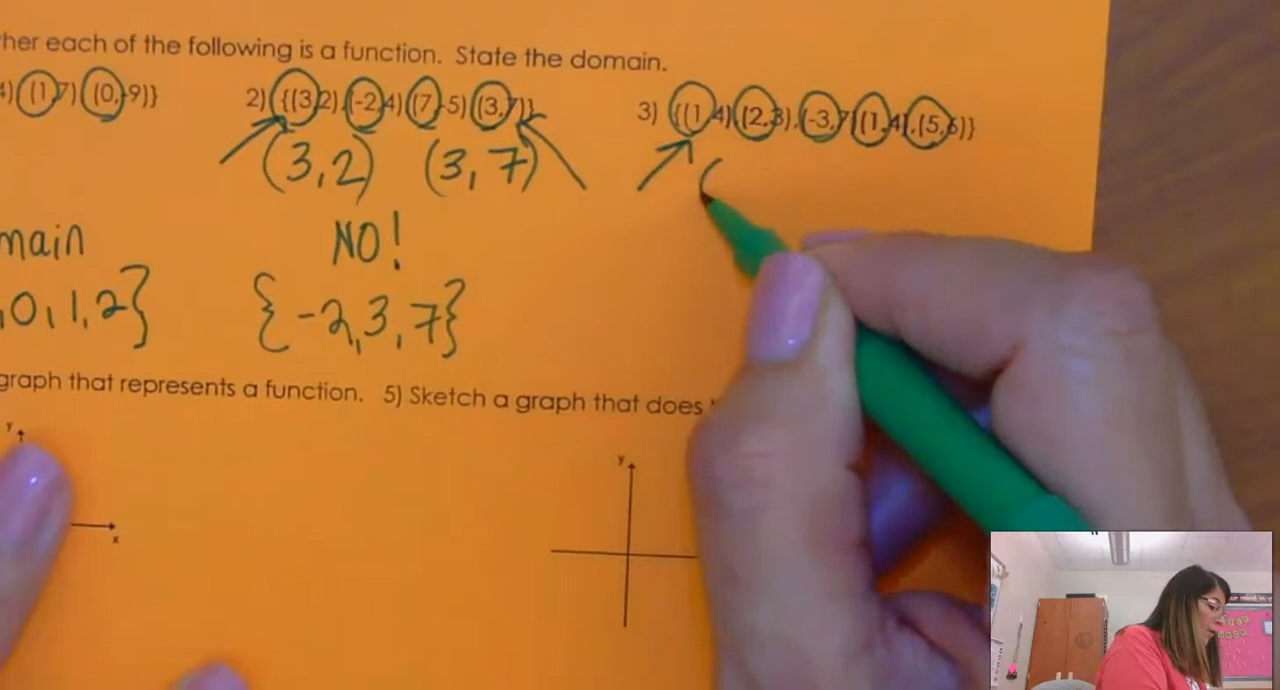 her each of the following is a function. State the domain.
4) (1,7) (0,-9)}
2) {(3,2) (-2,4) (7,-5) (3,7)}
3) {(1,4),(2,3),(-3,7)(1,4),(5,6)}
(3,2) (3,7)
(
main
NO!
,0,1,2}
{-2,3,7}
graph that represents a function. 5) Sketch a graph that does
y
x
y